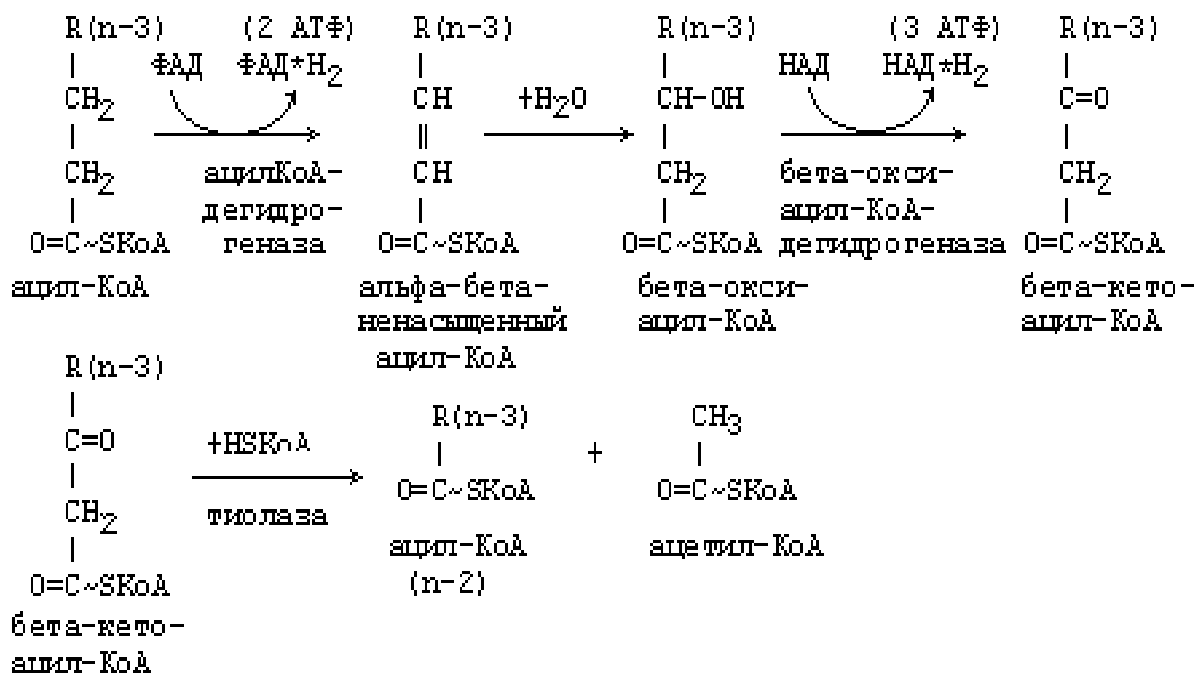 R(n-3) (2 АТФ) R(n-3) R(n-3) (3 АТФ) R(n-3)
| ФАД ФАД*H2 | | НАД НАД*H2 |
CH2 CH +H2O CH-OH C=O
| || | |
CH2 ацилКоА- CH CH2 бета-окси- CH2
| дегидро- | | ацил-КоА- |
O=C~SKoA геназа O=C~SKoA O=C~SKoA дегидрогеназа O=C~SKoA
ацил-КоА альфа-бета- бета-окси- бета-кето-
ненасыщенный ацил-КоА ацил-КоА
ацил-КоА
R(n-3)
| R(n-3) CH3
C=O +HSKoA | + |
| O=C~SKoA O=C~SKoA
CH2 тиолаза
| ацил-КоА ацетил-КоА
O=C~SKoA (n-2)
бета-кето-
ацил-КоА